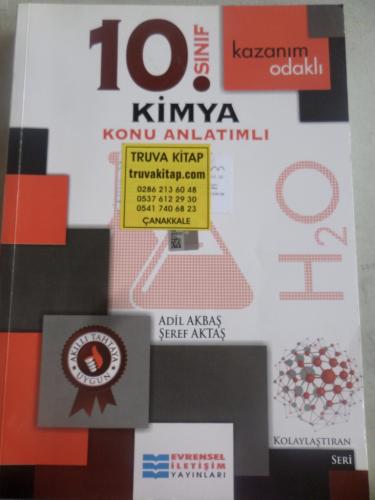 10.
SINIF
kazanım
odaklı
KİMYA
KONU ANLATIMLI
TRUVA KİTAP
truvakitap.com
0286 213 60 48
0537 612 29 30
0541 740 68 23
ÇANAKKALE
H2O
ADİL AKBAŞ
ŞEREF AKTAŞ
AKILLI TAHTAYA
UYGUN
EVRENSEL
İLETİŞİM
YAYINLARI
KOLAYLAŞTIRAN
SERİ